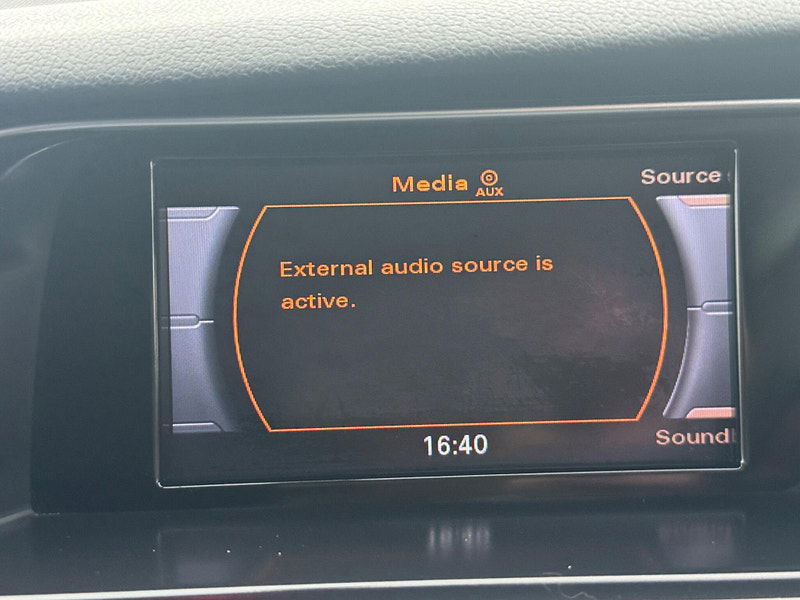 Media AUX
Source
External audio source is
active.
16:40
Sound